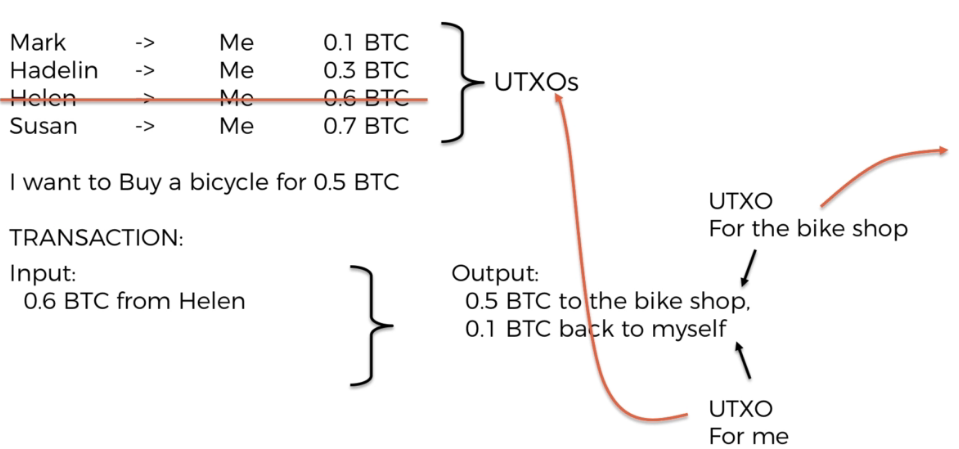 Mark -> Me 0.1 BTC
Hadelin -> Me 0.3 BTC
Helen -> Me 0.6 BTC
Susan -> Me 0.7 BTC
UTXOs
I want to Buy a bicycle for 0.5 BTC
UTXO
For the bike shop
TRANSACTION:
Input:
0.6 BTC from Helen
Output:
0.5 BTC to the bike shop,
0.1 BTC back to myself
UTXO
For me